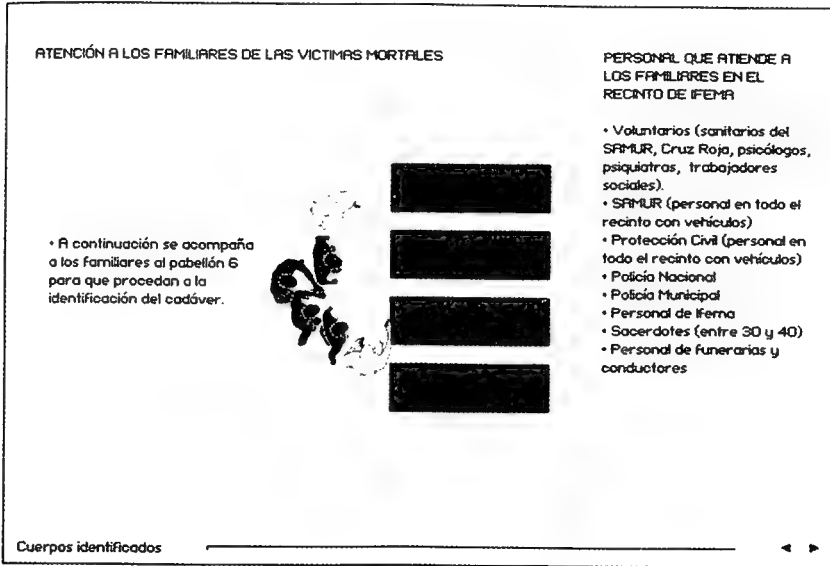 ATENCIÓN A LOS FAMILIARES DE LAS VICTIMAS MORTALES
• A continuación se acompaña
a los familiares al pabellón 6
para que procedan a la
identificación del cadáver.
PERSONAL QUE ATIENDE A
LOS FAMILIARES EN EL
RECINTO DE IFEMA
• Voluntarios (sanitarios del
SAMUR, Cruz Roja, psicólogos,
psiquiatras, trabajadores
sociales).
• SAMUR (personal en todo el
recinto con vehículos)
• Protección Civil (personal en
todo el recinto con vehículos)
• Policía Nacional
• Policía Municipal
• Personal de Ifema
• Sacerdotes (entre 30 y 40)
• Personal de funerarias y
conductores
Cuerpos identificados